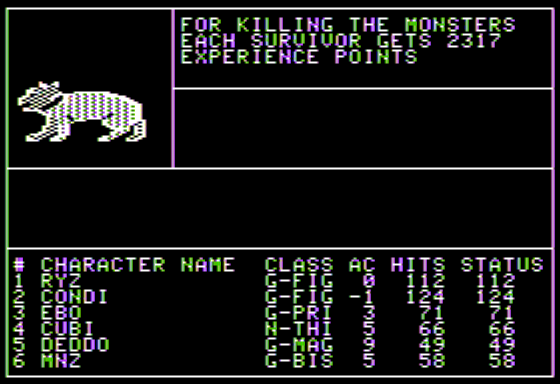 FOR KILLING THE MONSTERS
EACH SURVIVOR GETS 2317
EXPERIENCE POINTS
# CHARACTER NAME CLASS AC HITS STATUS
1 RYZ G-FIG 0 112 112
2 CONDI G-FIG -1 124 124
3 EBO G-PRI 3 71 71
4 CUBI N-THI 5 66 66
5 DEDDO G-MAG 9 49 49
6 MNZ G-BIS 5 58 58